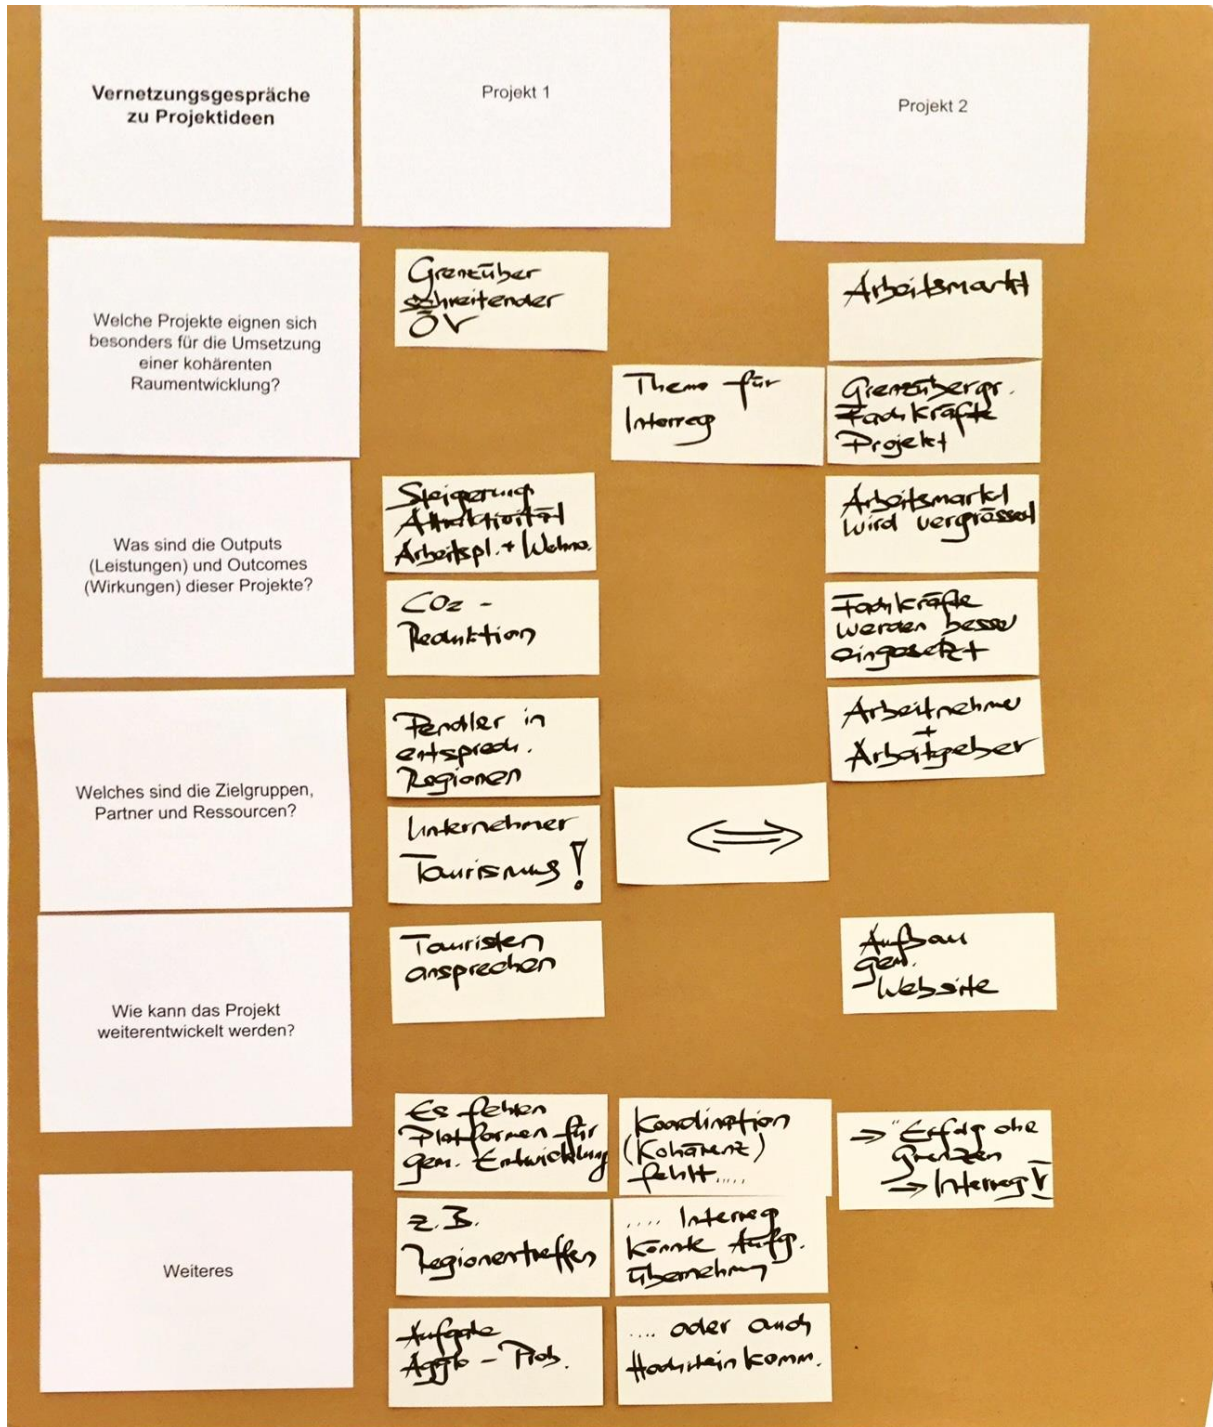 Vernetzungsgespräche
zu Projektideen
Projekt 1
Projekt 2
Welche Projekte eignen sich
besonders für die Umsetzung
einer kohärenten
Raumentwicklung?
Grenzüber
schreitender
ÖV
Thema für
Interreg
Arbeitsmarkt
Grenzübergr.
Fachkräfte
Projekt
Was sind die Outputs
(Leistungen) und Outcomes
(Wirkungen) dieser Projekte?
Steigerung
Attraktivität
Arbeitspl. + Wohno.
CO2 -
Reduktion
Arbeitsmarkt
wird vergrössert
Fachkräfte
werden besser
eingesetzt
Welches sind die Zielgruppen,
Partner und Ressourcen?
Pendler in
entsprech.
Regionen
Unternehmer
Tourismus!
⟺
Arbeitnehmer
+
Arbeitgeber
Wie kann das Projekt
weiterentwickelt werden?
Touristen
ansprechen
Aufbau
gem.
Website
Weiteres
Es fehlen
Platformen für
gem. Entwicklung
z.B.
Regionentreffen
Aufgabe
Agglo - Prob.
Koordination
(Kohärenz)
fehlt.....
.... Interreg
könnte Aufg.
übernehmen
.... oder auch
Hochrhein komm.
⇒ "Erfolg ohne
Grenzen
⇒ Interreg V